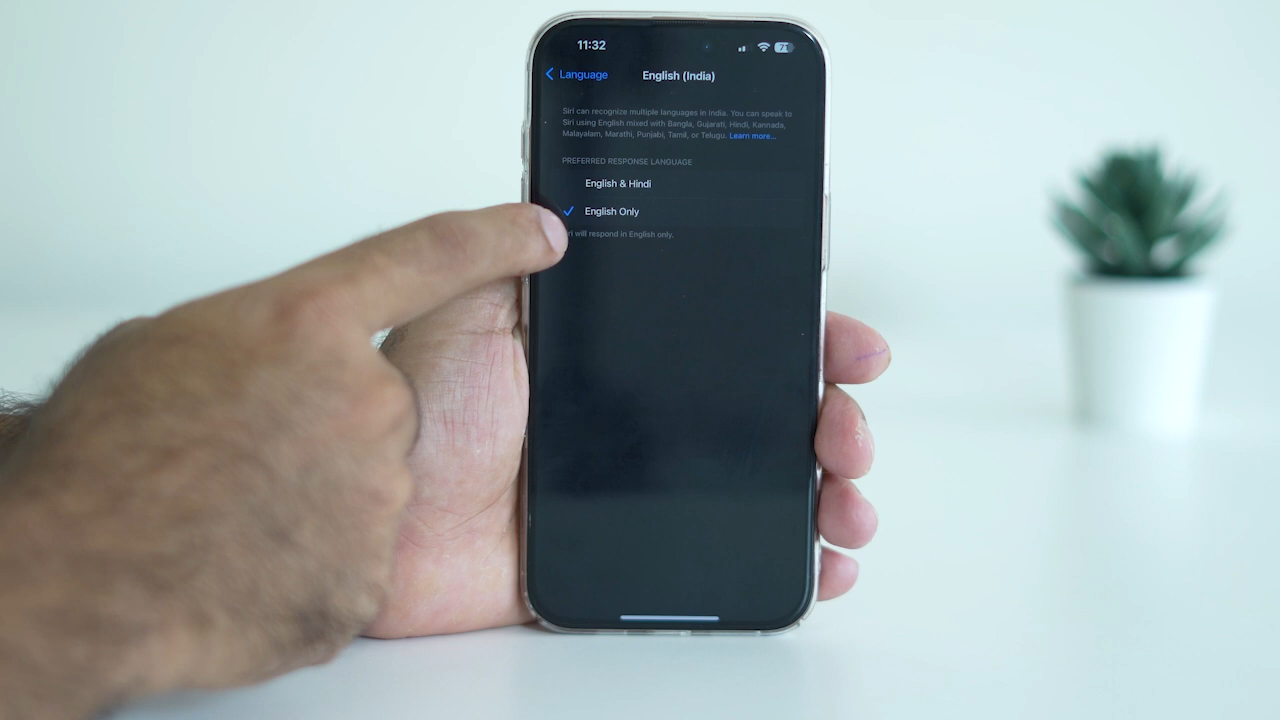 11:32
71
Language
English (India)
Siri can recognize multiple languages in India. You can speak to
Siri using English mixed with Bangla, Gujarati, Hindi, Kannada,
Malayalam, Marathi, Punjabi, Tamil, or Telugu. Learn more...
PREFERRED RESPONSE LANGUAGE
English & Hindi
English Only
will respond in English only.